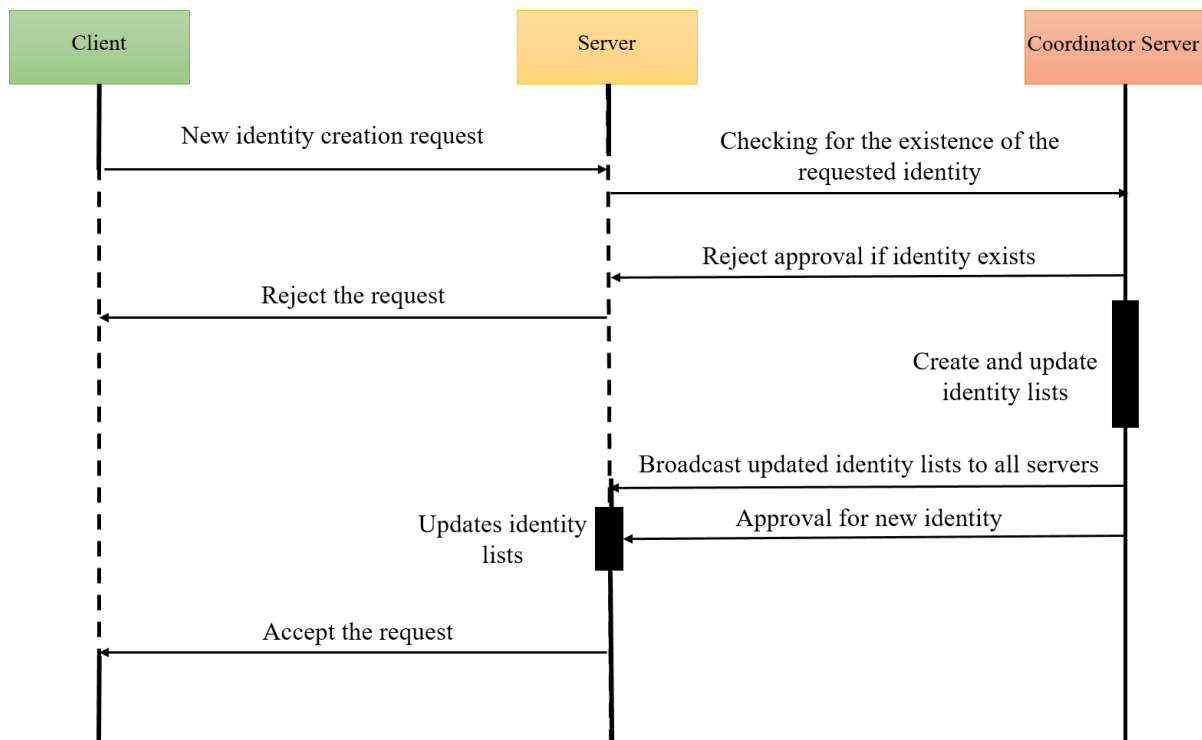 Client
Server
Coordinator Server
New identity creation request
Checking for the existence of the
requested identity
Reject approval if identity exists
Reject the request
Create and update
identity lists
Broadcast updated identity lists to all servers
Updates identity
lists
Approval for new identity
Accept the request